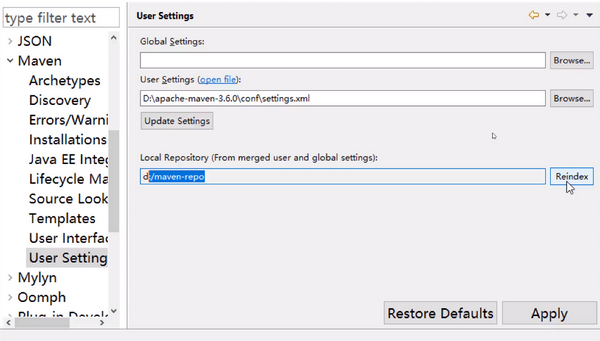 type filter text
JSON
Maven
Archetypes
Discovery
Errors/Warni
Installations
Java EE Integ
Lifecycle Ma
Source Look
Templates
User Interfac
User Setting
Mylyn
Oomph
Plug-in Devel
User Settings
Global Settings:
Browse...
User Settings (open file):
D:\apache-maven-3.6.0\conf\settings.xml
Browse...
Update Settings
Local Repository (From merged user and global settings):
d:/maven-repo
Reindex
Restore Defaults
Apply